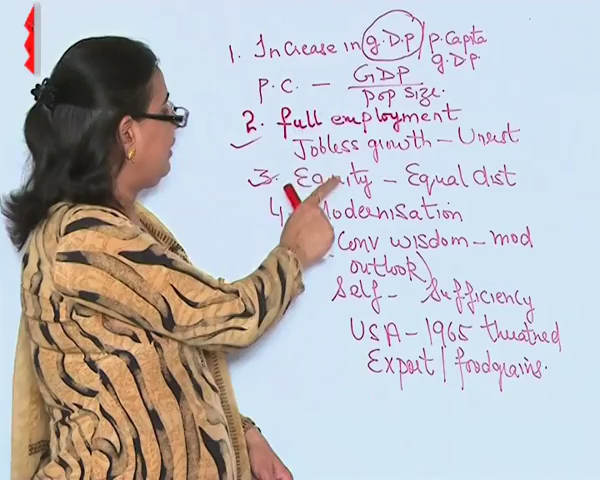 1. Increase in G.D.P / P. Capita
G.D.P.
P.C. - GDP
Pop size.
2. full employment
Jobless growth - Unrest
3. Equity - Equal dist
4. Modernisation
Conv wisdom - mod
outlook)
Self - Sufficiency
USA - 1965 thratned
Export / foodgrains.